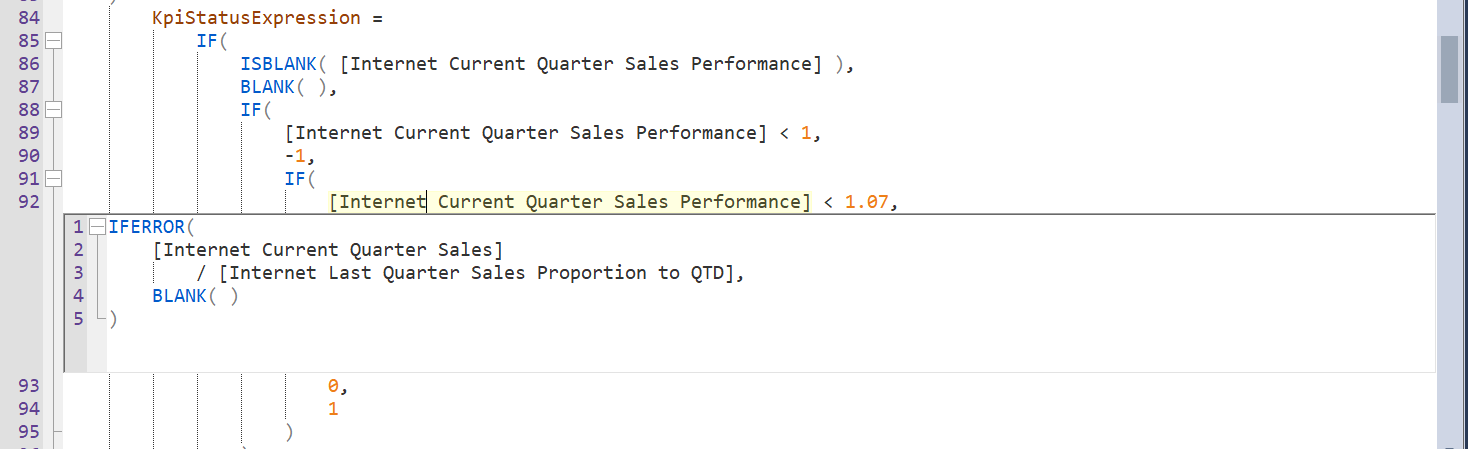 84 KpiStatusExpression =
85 IF(
86 ISBLANK( [Internet Current Quarter Sales Performance] ),
87 BLANK( ),
88 IF(
89 [Internet Current Quarter Sales Performance] < 1,
90 -1,
91 IF(
92 [Internet Current Quarter Sales Performance] < 1.07,
1 IFERROR(
2 [Internet Current Quarter Sales]
3 / [Internet Last Quarter Sales Proportion to QTD],
4 BLANK( )
5 )
93 0,
94 1
95 )